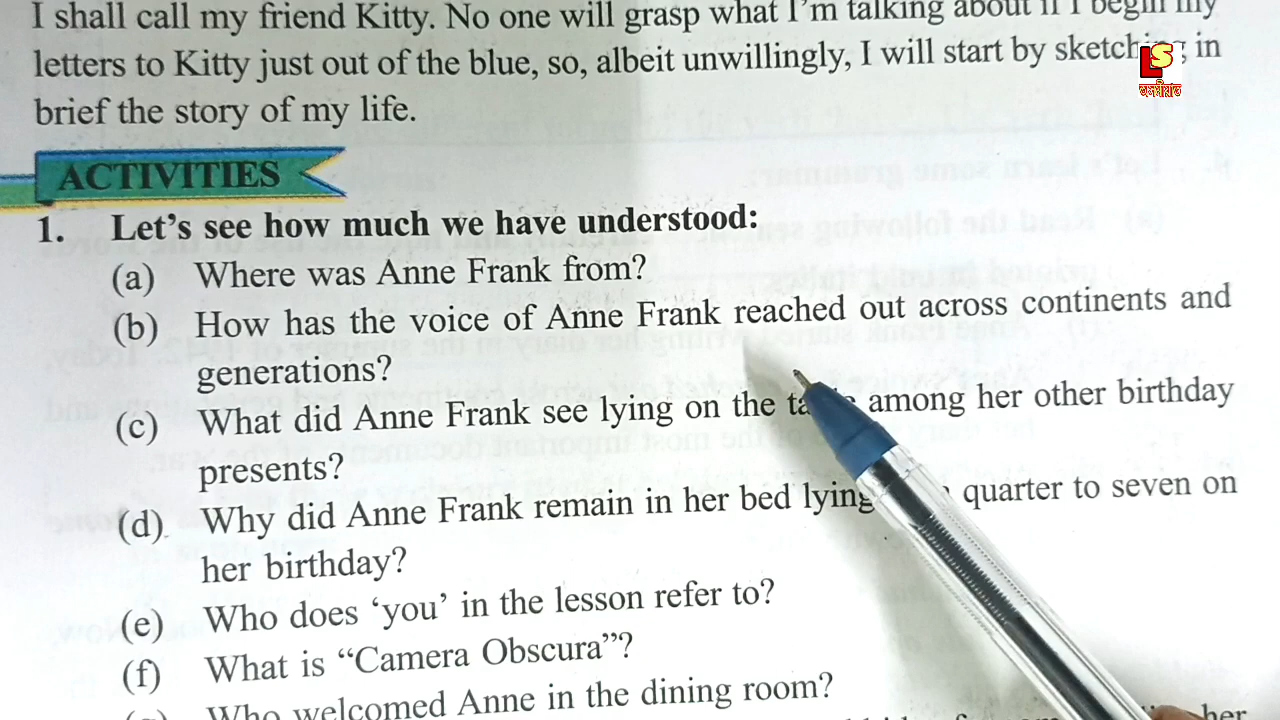 I shall call my friend Kitty. No one will grasp what I'm talking about if I begin my
letters to Kitty just out of the blue, so, albeit unwillingly, I will start by sketching in
brief the story of my life.
LS
ACTIVITIES
1. Let's see how much we have understood:
(a) Where was Anne Frank from?
(b) How has the voice of Anne Frank reached out across continents and
generations?
(c) What did Anne Frank see lying on the among her other birthday
presents?
(d) Why did Anne Frank remain in her bed lying quarter to seven on
her birthday?
(e) Who does 'you' in the lesson refer to?
(f) What is “Camera Obscura”?
Who welcomed Anne in the dining room?
her